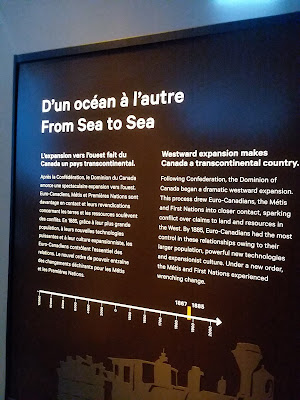 D'un océan à l'autre
From Sea to Sea
L'expansion vers l'ouest fait du
Canada un pays transcontinental.
Après la Confédération, le Dominion du Canada
amorce une spectaculaire expansion vers l'ouest.
Euro-Canadiens, Métis et Premières Nations sont
davantage en contact et leurs revendications
concernant les terres et les ressources soulèvent
des conflits. En 1885, grâce à leur plus grande
population, à leurs nouvelles technologies
puissantes et à leur culture expansionniste, les
Euro-Canadiens contrôlent l'essentiel des
relations. Le nouvel ordre de pouvoir entraîne
des changements déchirants pour les Métis
et les Premières Nations.
Westward expansion makes
Canada a transcontinental country.
Following Confederation, the Dominion of
Canada began a dramatic westward expansion.
This process drew Euro-Canadians, the Métis
and First Nations into closer contact, sparking
conflict over claims to land and resources in
the West. By 1885, Euro-Canadians had the most
control in these relationships owing to their
larger population, powerful new technologies
and expansionist culture. Under a new order,
the Métis and First Nations experienced
wrenching change.
1867 1885